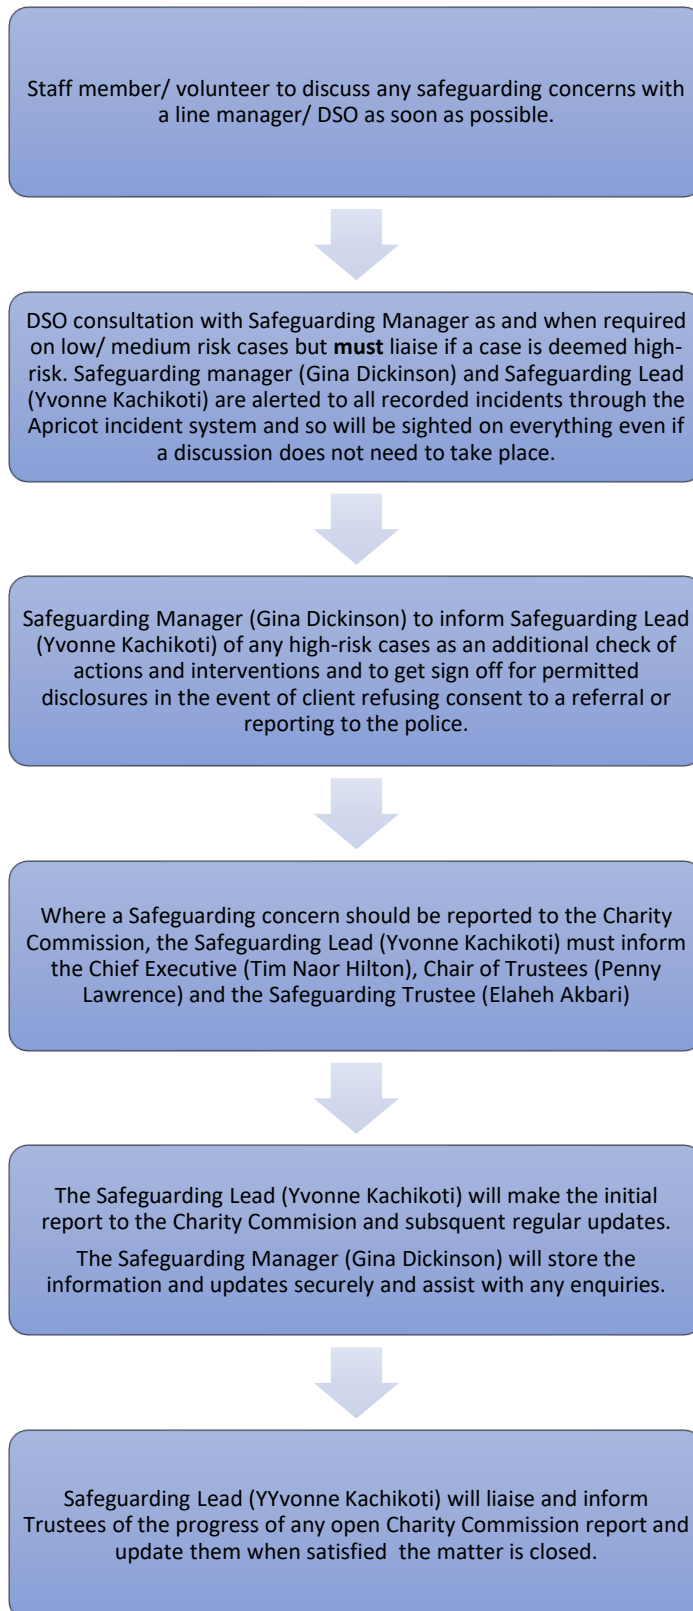 Staff member/ volunteer to discuss any safeguarding concerns with
a line manager/ DSO as soon as possible.
DSO consultation with Safeguarding Manager as and when required
on low/ medium risk cases but must liaise if a case is deemed high-
risk. Safeguarding manager (Gina Dickinson) and Safeguarding Lead
(Yvonne Kachikoti) are alerted to all recorded incidents through the
Apricot incident system and so will be sighted on everything even if
a discussion does not need to take place.
Safeguarding Manager (Gina Dickinson) to inform Safeguarding Lead
(Yvonne Kachikoti) of any high-risk cases as an additional check of
actions and interventions and to get sign off for permitted
disclosures in the event of client refusing consent to a referral or
reporting to the police.
Where a Safeguarding concern should be reported to the Charity
Commission, the Safeguarding Lead (Yvonne Kachikoti) must inform
the Chief Executive (Tim Naor Hilton), Chair of Trustees (Penny
Lawrence) and the Safeguarding Trustee (Elaheh Akbari)
The Safeguarding Lead (Yvonne Kachikoti) will make the initial
report to the Charity Commision and subsquent regular updates.
The Safeguarding Manager (Gina Dickinson) will store the
information and updates securely and assist with any enquiries.
Safeguarding Lead (YYvonne Kachikoti) will liaise and inform
Trustees of the progress of any open Charity Commission report and
update them when satisfied  the matter is closed.